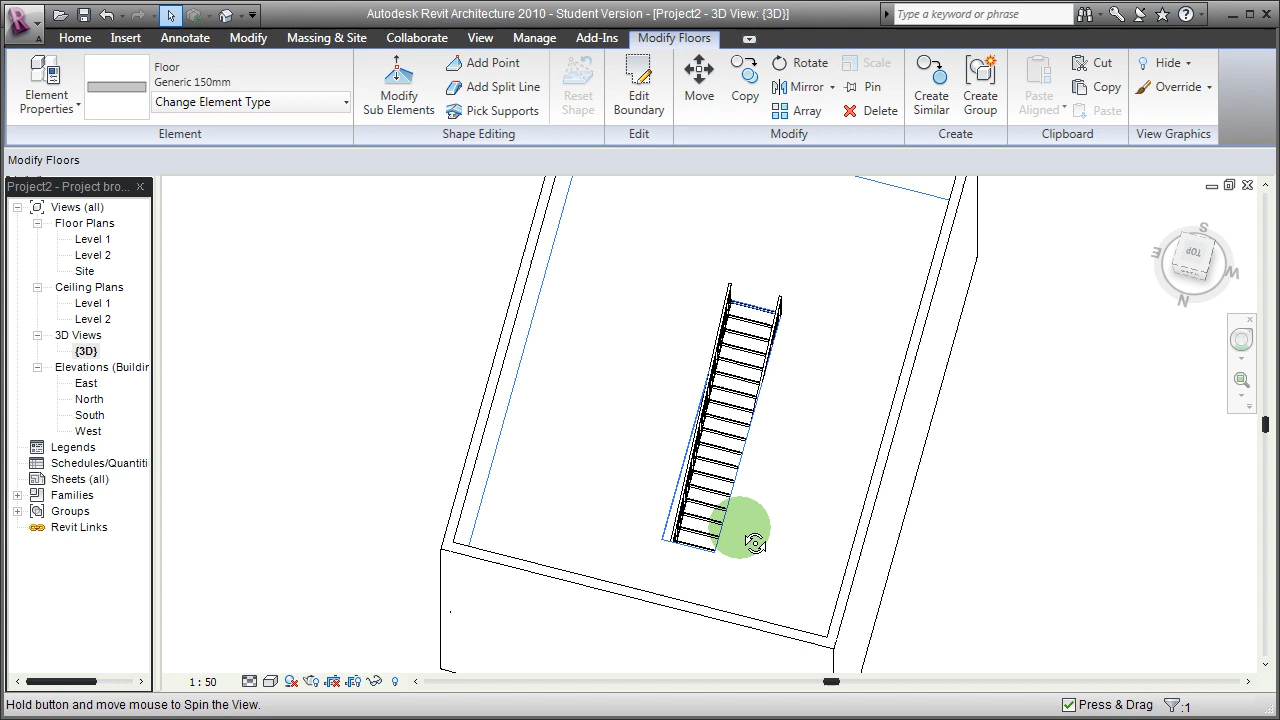 Autodesk Revit Architecture 2010 - Student Version - [Project2 - 3D View: {3D}]
Type a keyword or phrase
Home Insert Annotate Modify Massing & Site Collaborate View Manage Add-Ins Modify Floors
Element Properties
Floor
Generic 150mm
Change Element Type
Modify Sub Elements
Add Point
Add Split Line
Pick Supports
Reset Shape
Edit Boundary
Move
Copy
Rotate
Mirror
Array
Scale
Pin
Delete
Create Similar
Create Group
Paste Aligned
Cut
Copy
Paste
Hide
Override
Element Shape Editing Edit Modify Create Clipboard View Graphics
Modify Floors
Project2 - Project bro...
Views (all)
Floor Plans
Level 1
Level 2
Site
Ceiling Plans
Level 1
Level 2
3D Views
{3D}
Elevations (Buildir
East
North
South
West
Legends
Schedules/Quantiti
Sheets (all)
Families
Groups
Revit Links
S
E
TOP
W
N
1 : 50
Hold button and move mouse to Spin the View.
Press & Drag
:1